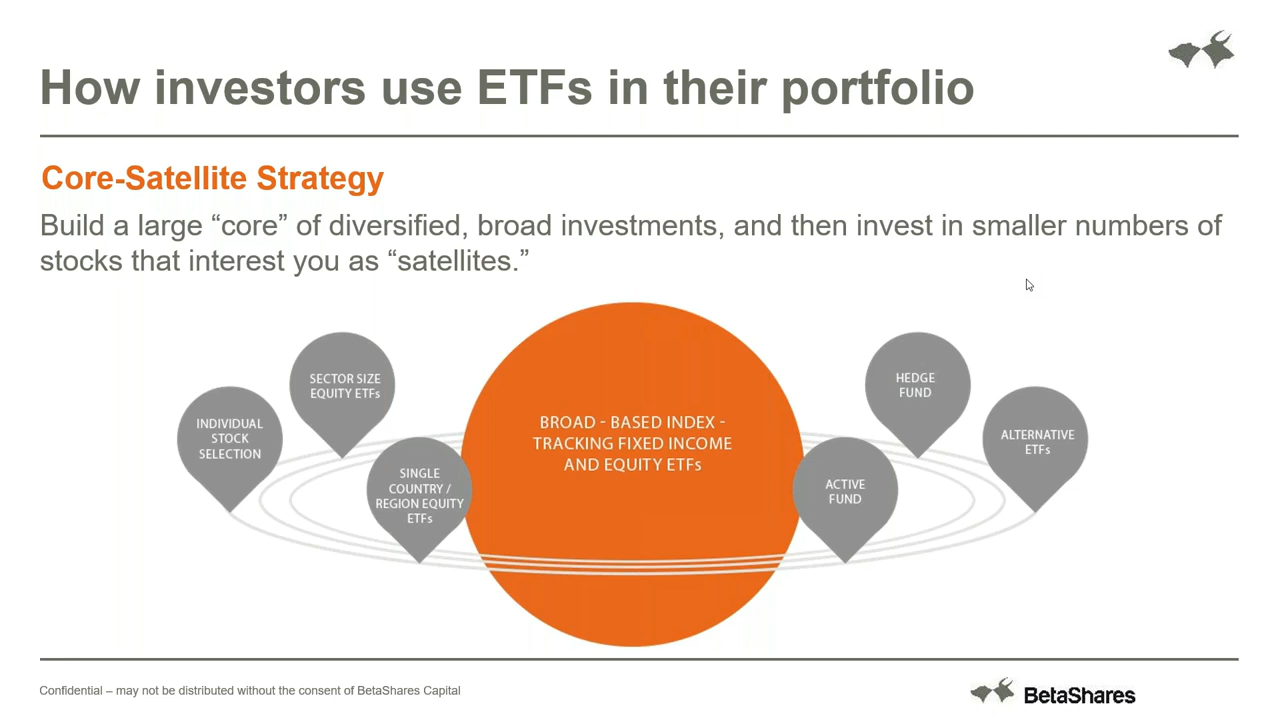 How investors use ETFs in their portfolio
Core-Satellite Strategy
Build a large “core” of diversified, broad investments, and then invest in smaller numbers of
stocks that interest you as “satellites.”
INDIVIDUAL
STOCK
SELECTION
SECTOR SIZE
EQUITY ETFs
SINGLE
COUNTRY /
REGION EQUITY
ETFs
BROAD - BASED INDEX -
TRACKING FIXED INCOME
AND EQUITY ETFs
ACTIVE
FUND
HEDGE
FUND
ALTERNATIVE
ETFs
Confidential – may not be distributed without the consent of BetaShares Capital
BetaShares